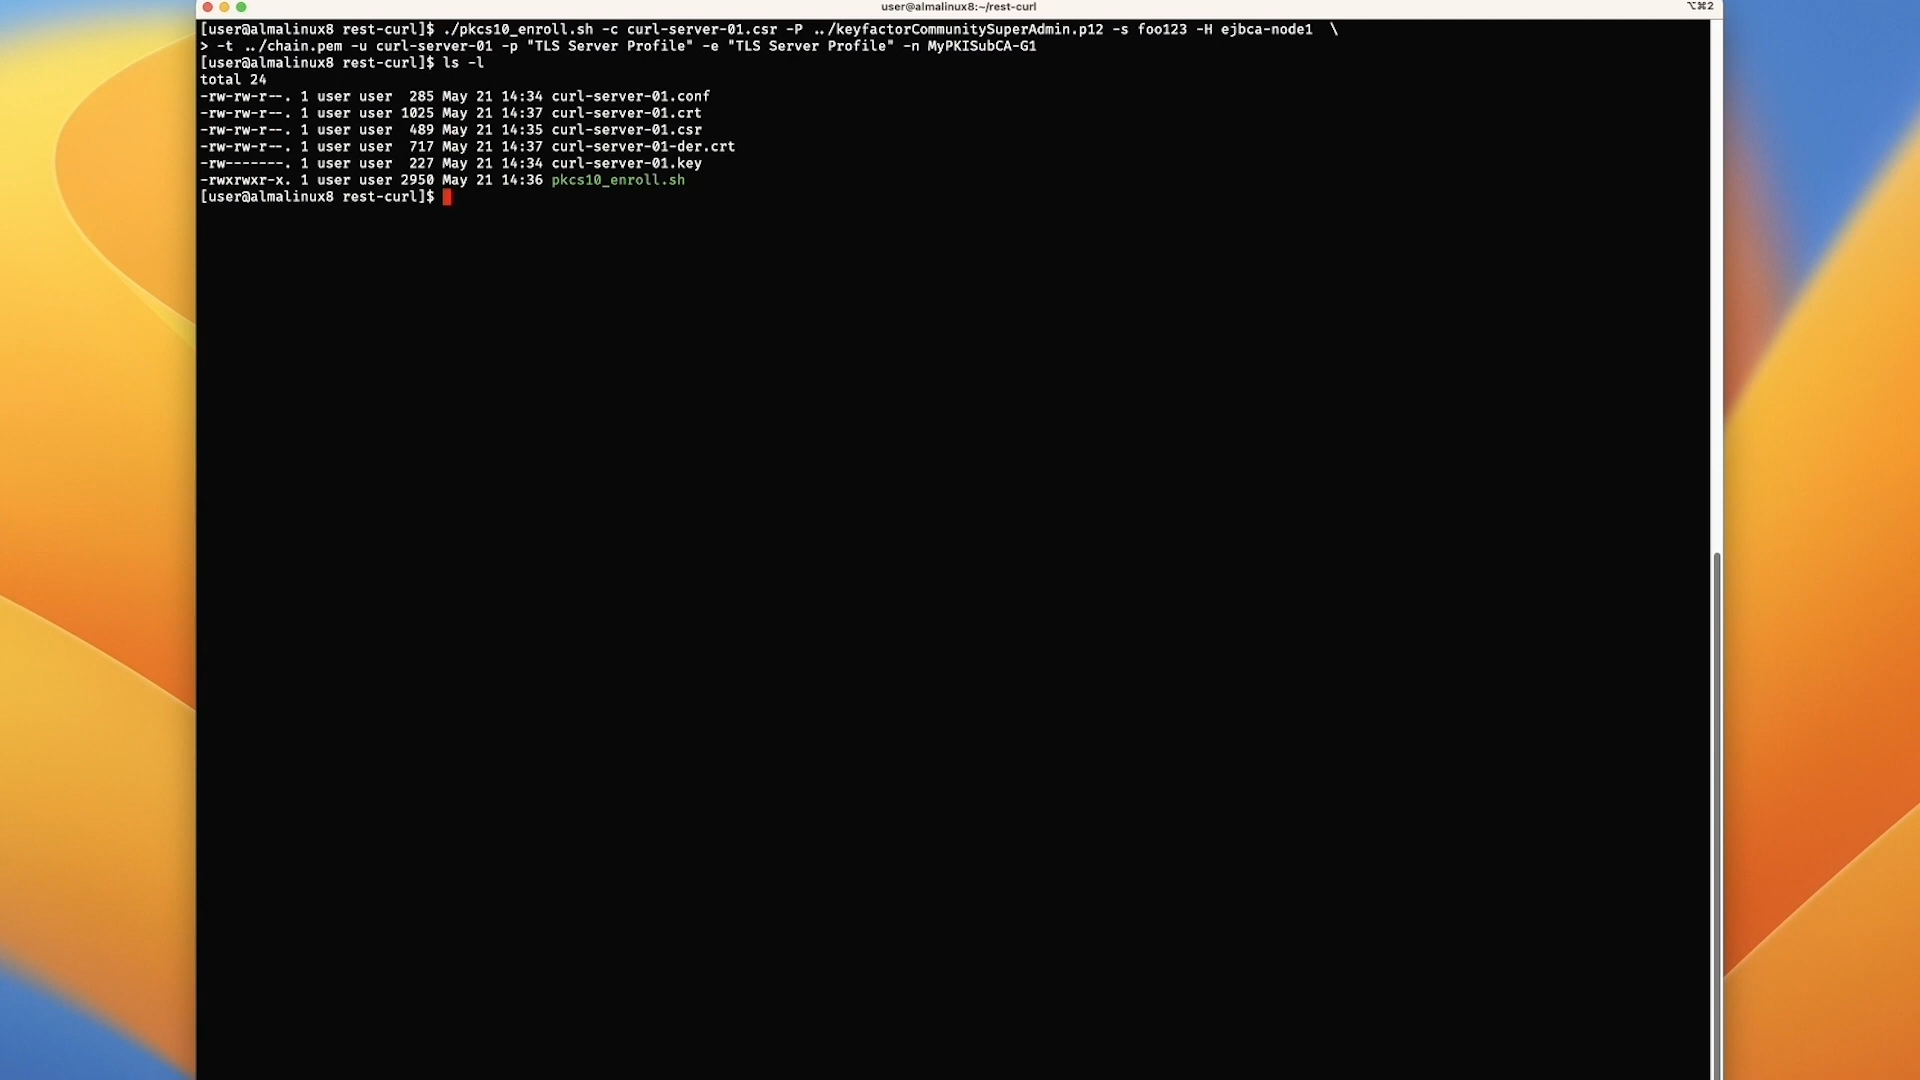 user@almalinux8:~/rest-curl
⌥⌘2
[user@almalinux8 rest-curl]$ ./pkcs10_enroll.sh -c curl-server-01.csr -P ../keyfactorCommunitySuperAdmin.p12 -s foo123 -H ejbca-node1  \
> -t ../chain.pem -u curl-server-01 -p "TLS Server Profile" -e "TLS Server Profile" -n MyPKISubCA-G1
[user@almalinux8 rest-curl]$ ls -l
total 24
-rw-rw-r--. 1 user user  285 May 21 14:34 curl-server-01.conf
-rw-rw-r--. 1 user user 1025 May 21 14:37 curl-server-01.crt
-rw-rw-r--. 1 user user  489 May 21 14:35 curl-server-01.csr
-rw-rw-r--. 1 user user  717 May 21 14:37 curl-server-01-der.crt
-rw-------. 1 user user  227 May 21 14:34 curl-server-01.key
-rwxrwxr-x. 1 user user 2950 May 21 14:36 pkcs10_enroll.sh
[user@almalinux8 rest-curl]$